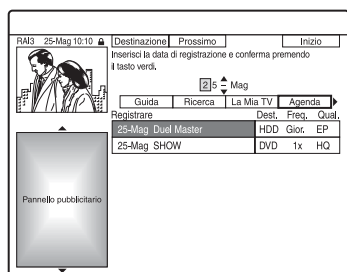 RAI3 25-Mag 10:10
Destinazione Prossimo Inizio
Inserisci la data di registrazione e conferma premendo
il tasto verdi.
25 Mag
Guida Ricerca La Mia TV Agenda
Registrare Dest. Freq. Qual.
25-Mag Duel Master HDD Gior. EP
25-Mag SHOW DVD 1x HQ
Pannello pubblicitario